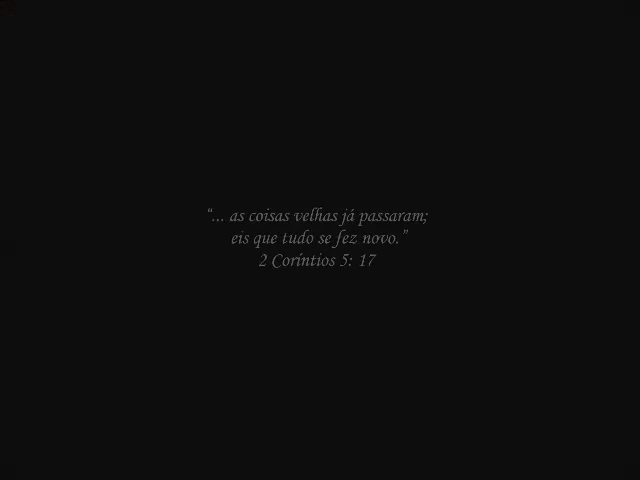 “... as coisas velhas já passaram;
eis que tudo se fez novo.”
2 Coríntios 5: 17